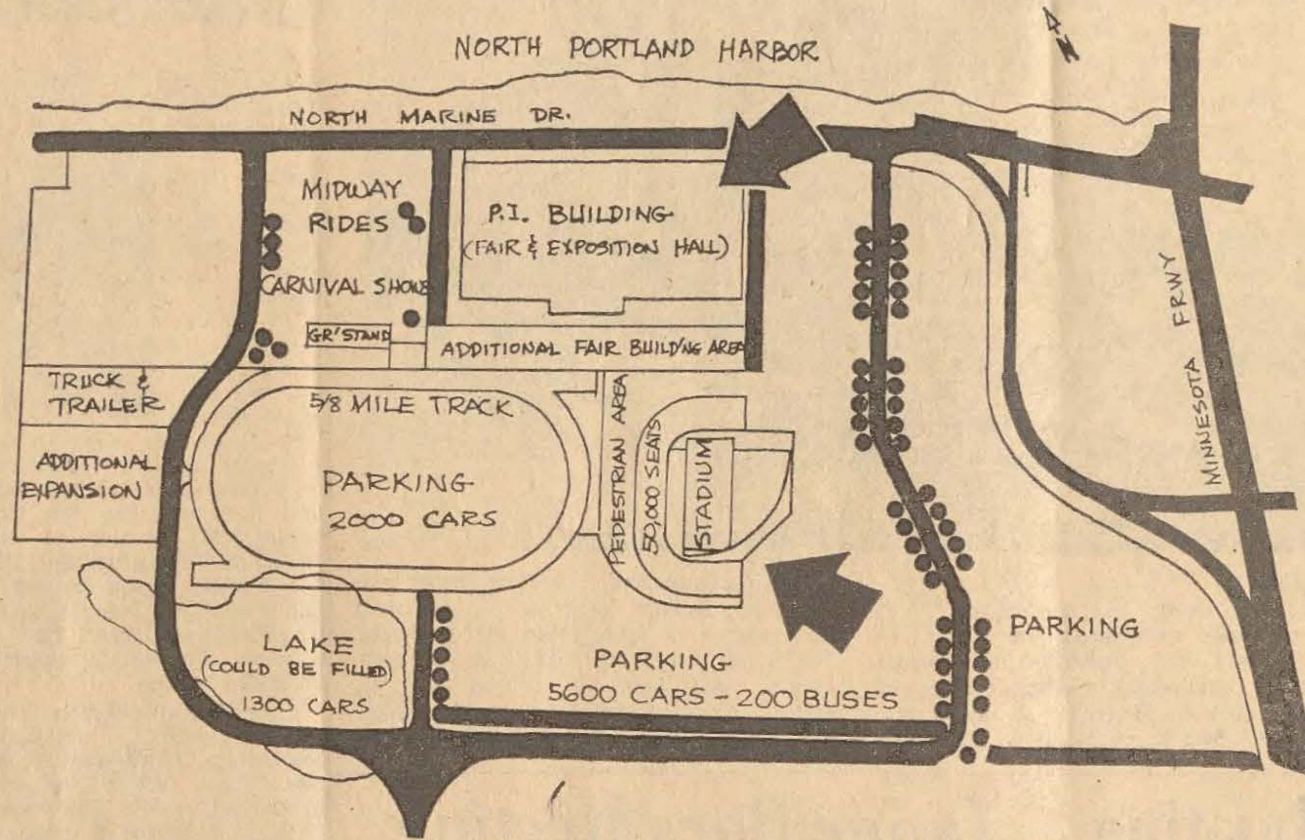 N
NORTH PORTLAND HARBOR
NORTH MARINE DR.
MIDWAY
RIDES
P.I. BUILDING
(FAIR & EXPOSITION HALL)
CARNIVAL SHOWS
GR'STAND
ADDITIONAL FAIR BUILD'NG AREA
MINNESOTA FRWY
TRUCK &
TRAILER
5/8 MILE TRACK
ADDITIONAL
EXPANSION
PARKING
2000 CARS
PEDESTRIAN AREA
50,000 SEATS
STADIUM
LAKE
(COULD BE FILLED)
1300 CARS
PARKING
5600 CARS - 200 BUSES
PARKING